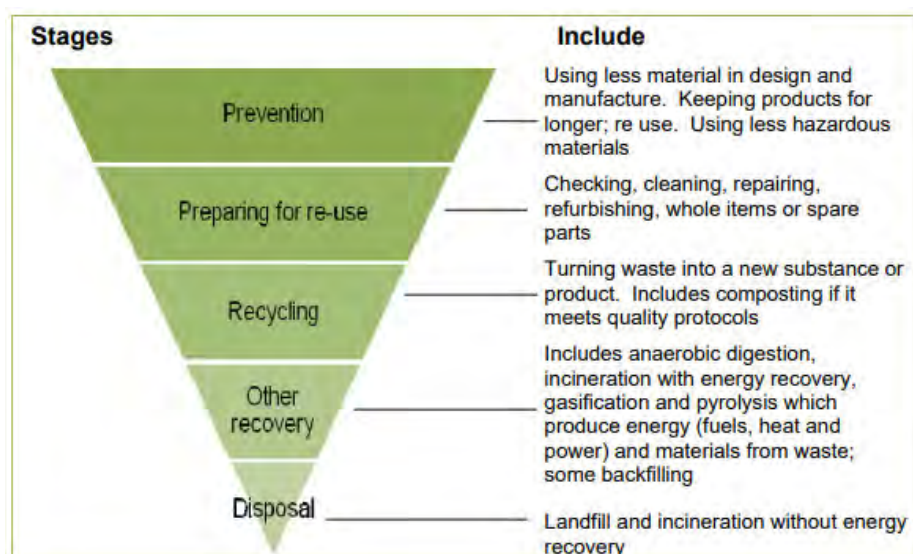 Stages
Include
Prevention
Using less material in design and
manufacture.  Keeping products for
longer; re use.  Using less hazardous
materials
Preparing for re-use
Checking, cleaning, repairing,
refurbishing, whole items or spare
parts
Recycling
Turning waste into a new substance or
product.  Includes composting if it
meets quality protocols
Other
recovery
Includes anaerobic digestion,
incineration with energy recovery,
gasification and pyrolysis which
produce energy (fuels, heat and
power) and materials from waste;
some backfilling
Disposal
Landfill and incineration without energy
recovery